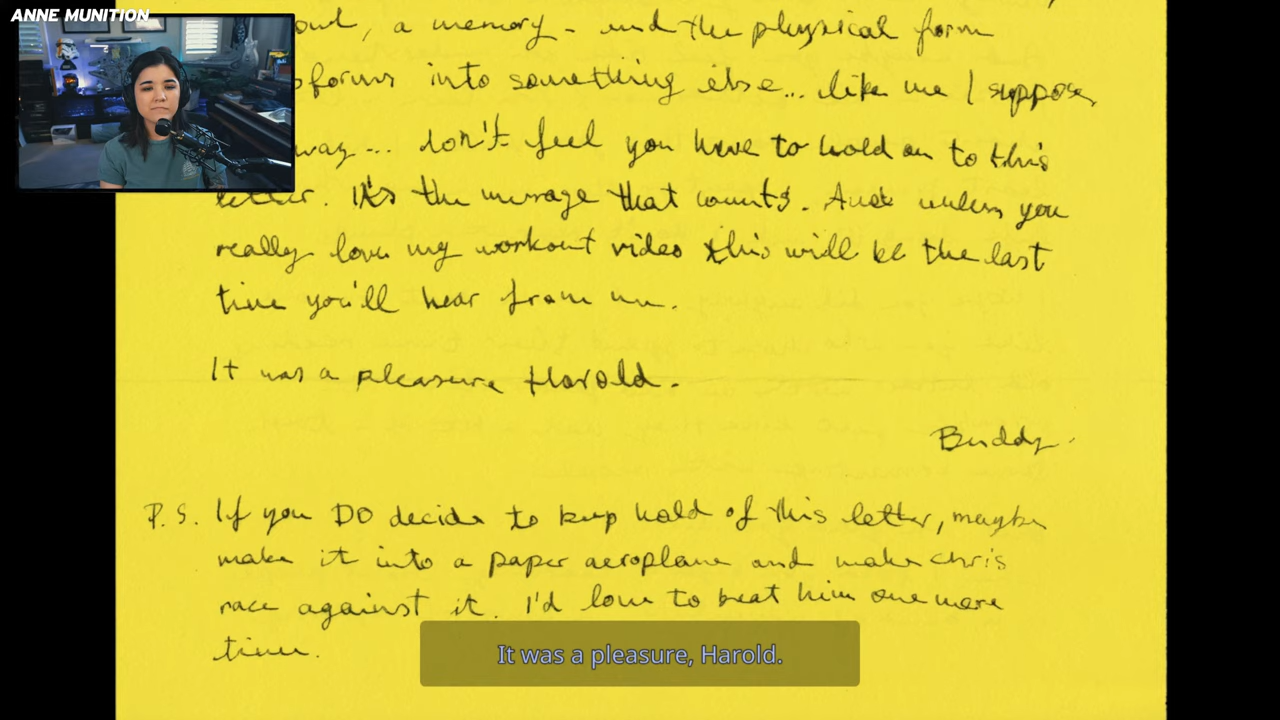 ANNE MUNITION
a memory - and the physical form
into something else... like me I suppose,
don't feel you have to hold on to this
letter. It's the message that counts. And unless you
really love my workout video this will be the last
time you'll hear from me.
It was a pleasure Harold.
Buddy.
P.S. If you DO decide to keep hold of this letter, maybe
make it into a paper aeroplane and make chris
race against it. I'd love to beat him one more
time.
It was a pleasure, Harold.